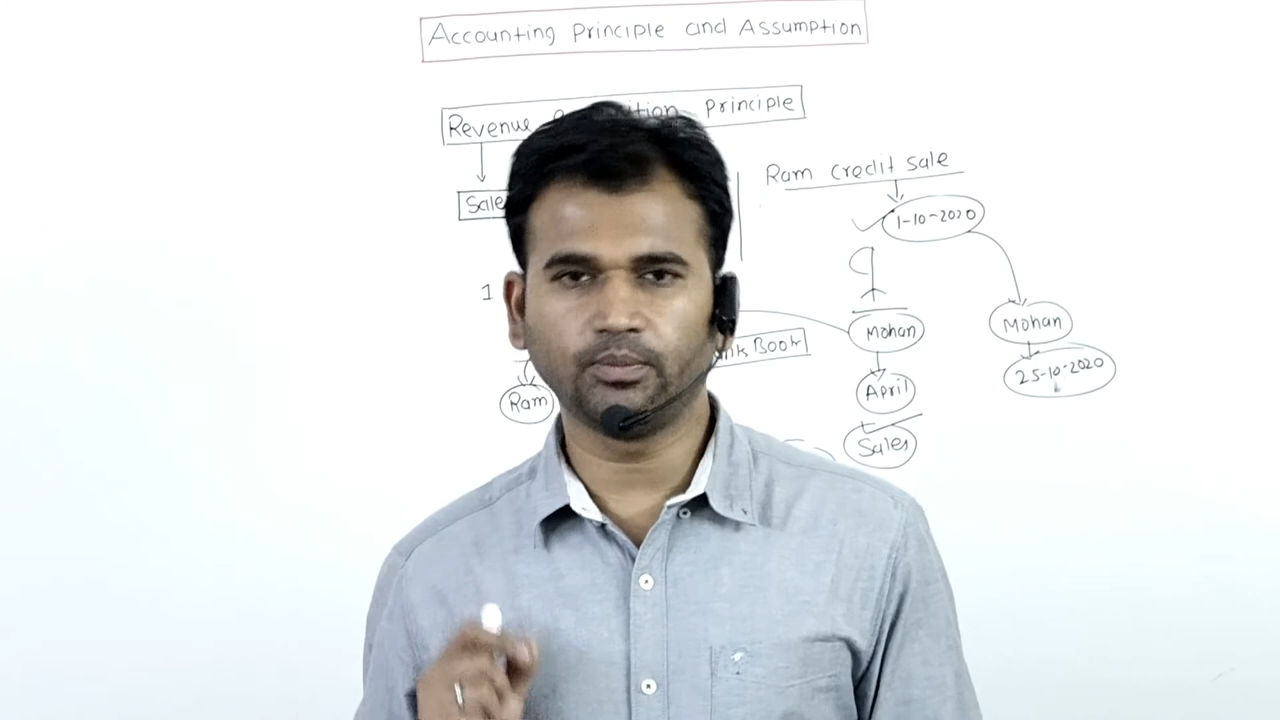 Accounting Principle and Assumption
Revenue Principle
Sale
Ram credit sale
1-10-2020
1
Mohan
Mohan
Book
25-10-2020
Ram
April
Sales